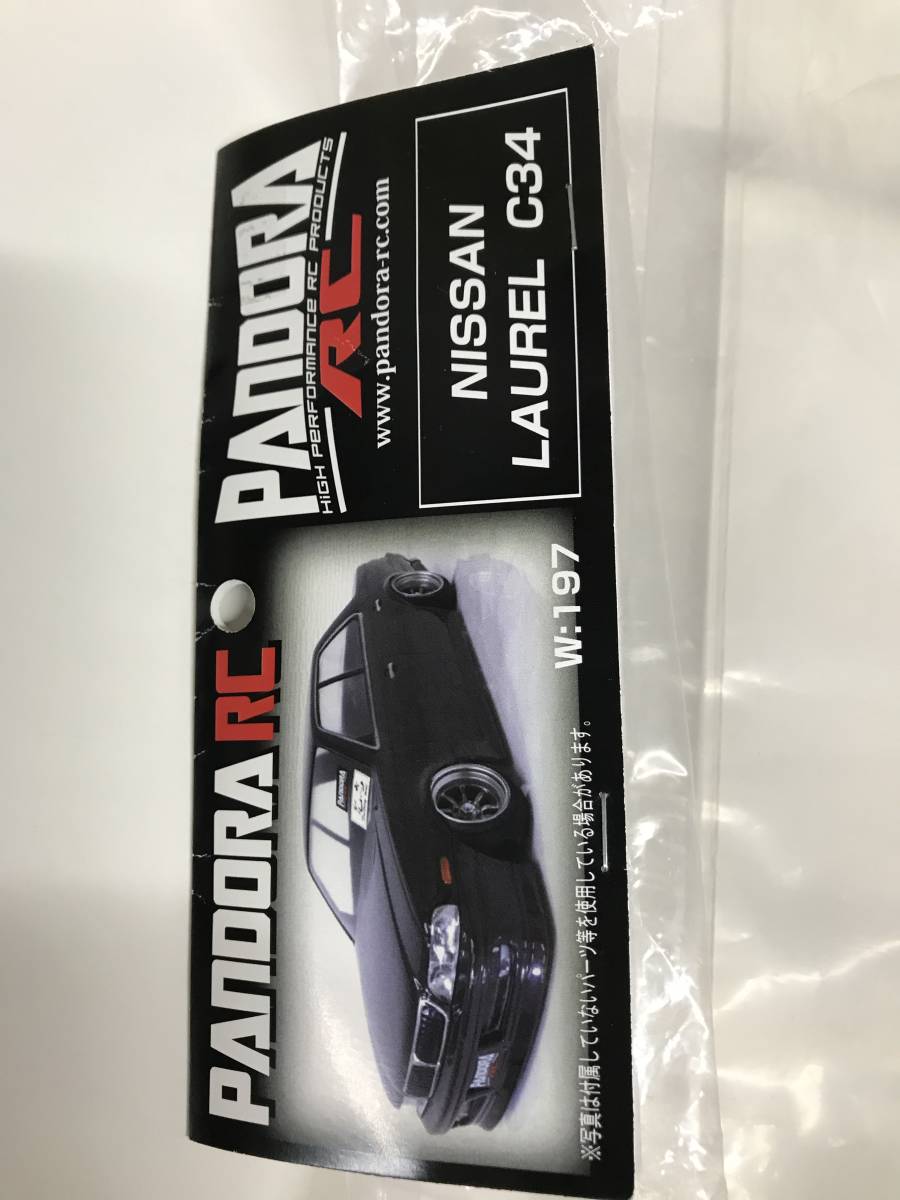 PANDORA RC
PANDORA
※写真は付属していないパーツ等を使用している場合があります。
W:197
PANDORA
HiGH PERFORMANCE RC PRODUCTS
RC
www.pandora-rc.com
NISSAN
LAUREL C34